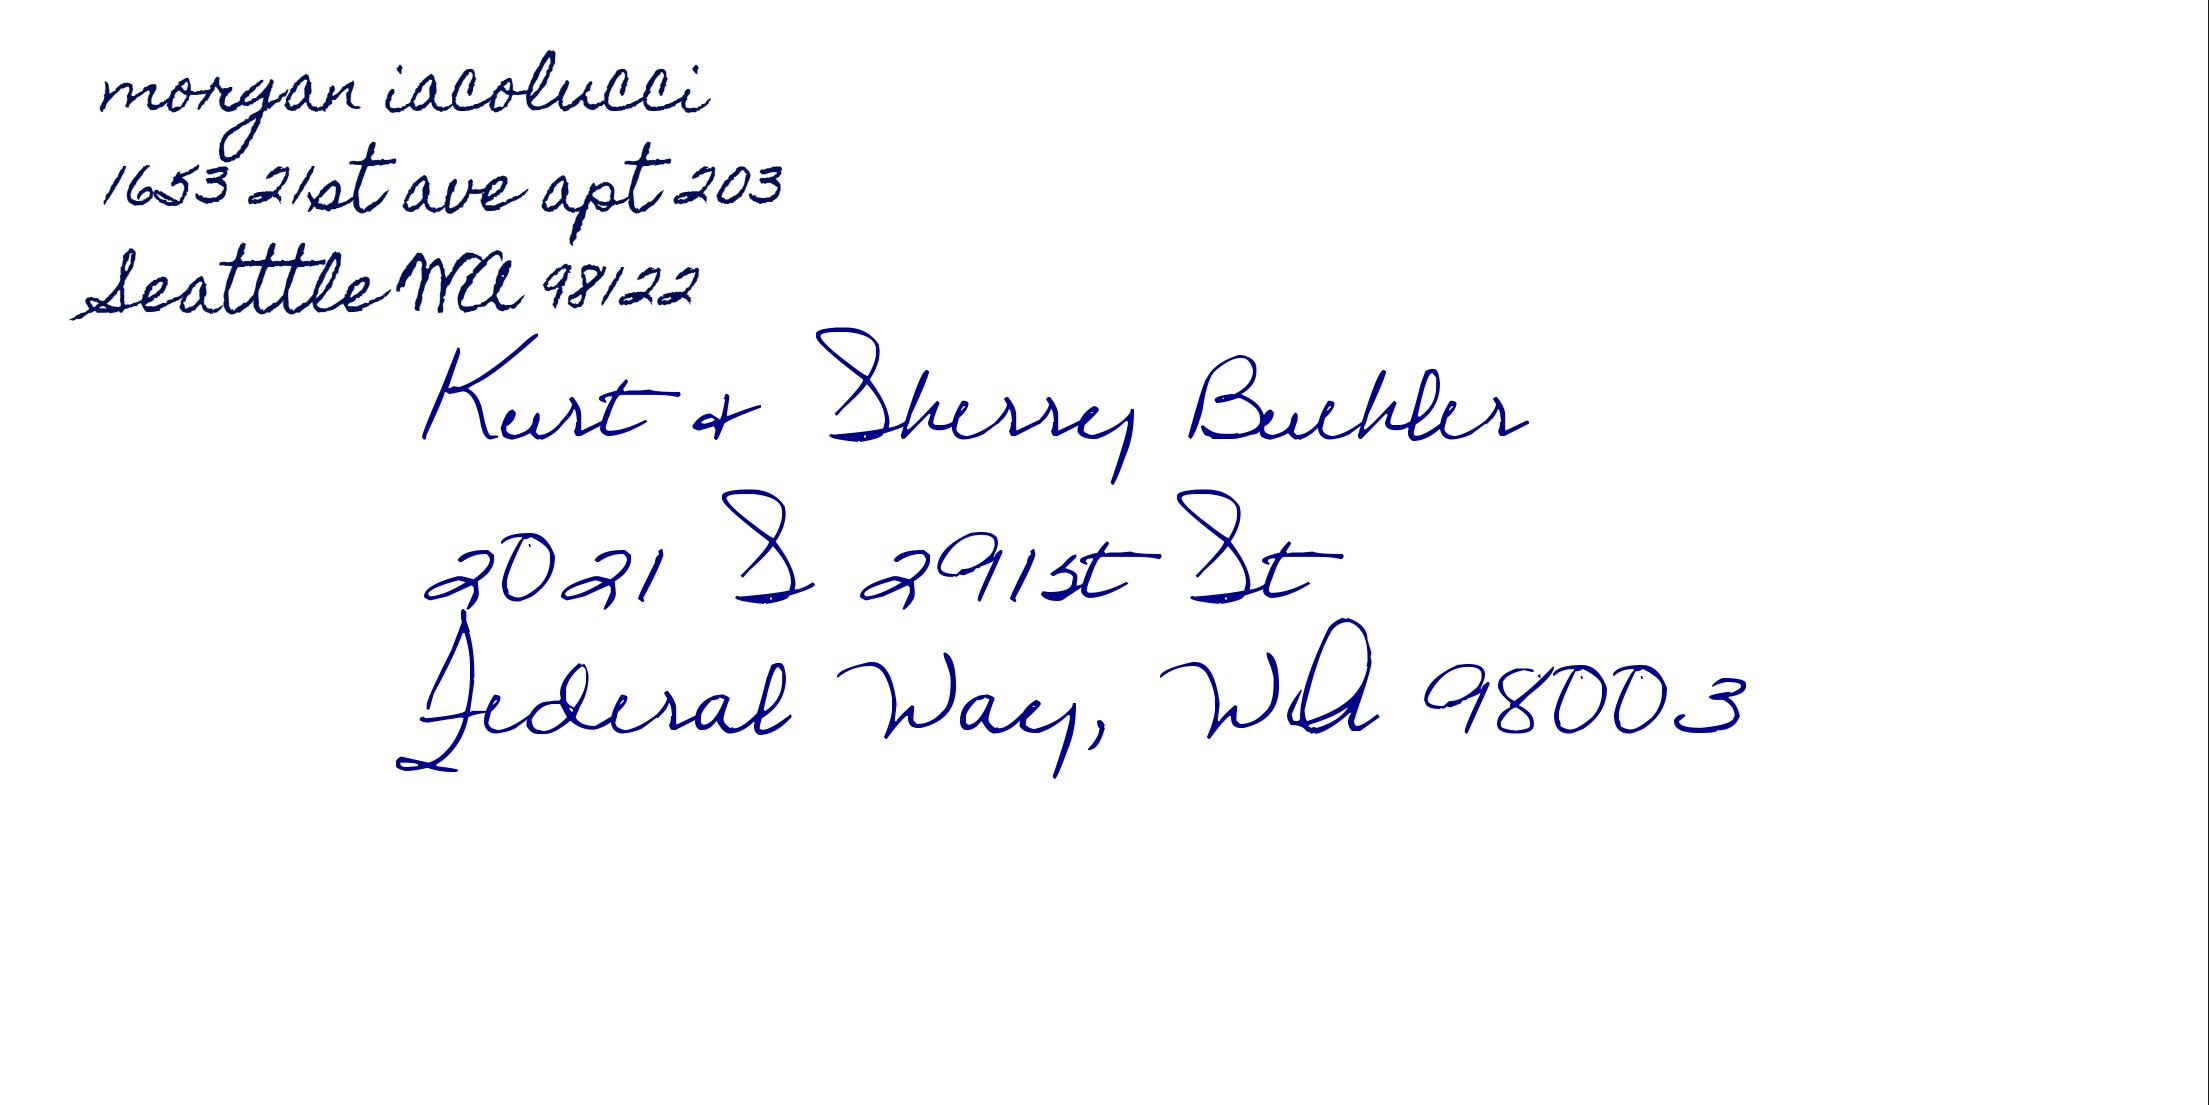 morgan iacolucci
1653 21st ave apt 203
Seatttle WA 98122
Kurt & Sherry Buehler
2021 S 291st St
Federal Way, WA 98003